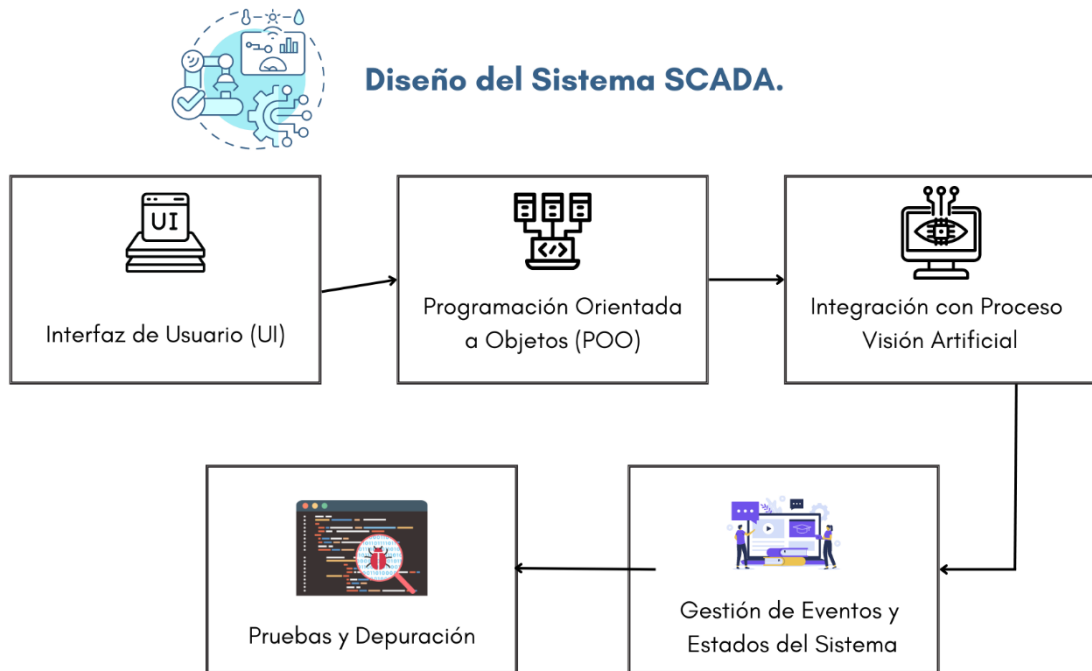 Diseño del Sistema SCADA.
UI
Interfaz de Usuario (UI)
Programación Orientada
a Objetos (POO)
Integración con Proceso
Visión Artificial
Pruebas y Depuración
Gestión de Eventos y
Estados del Sistema